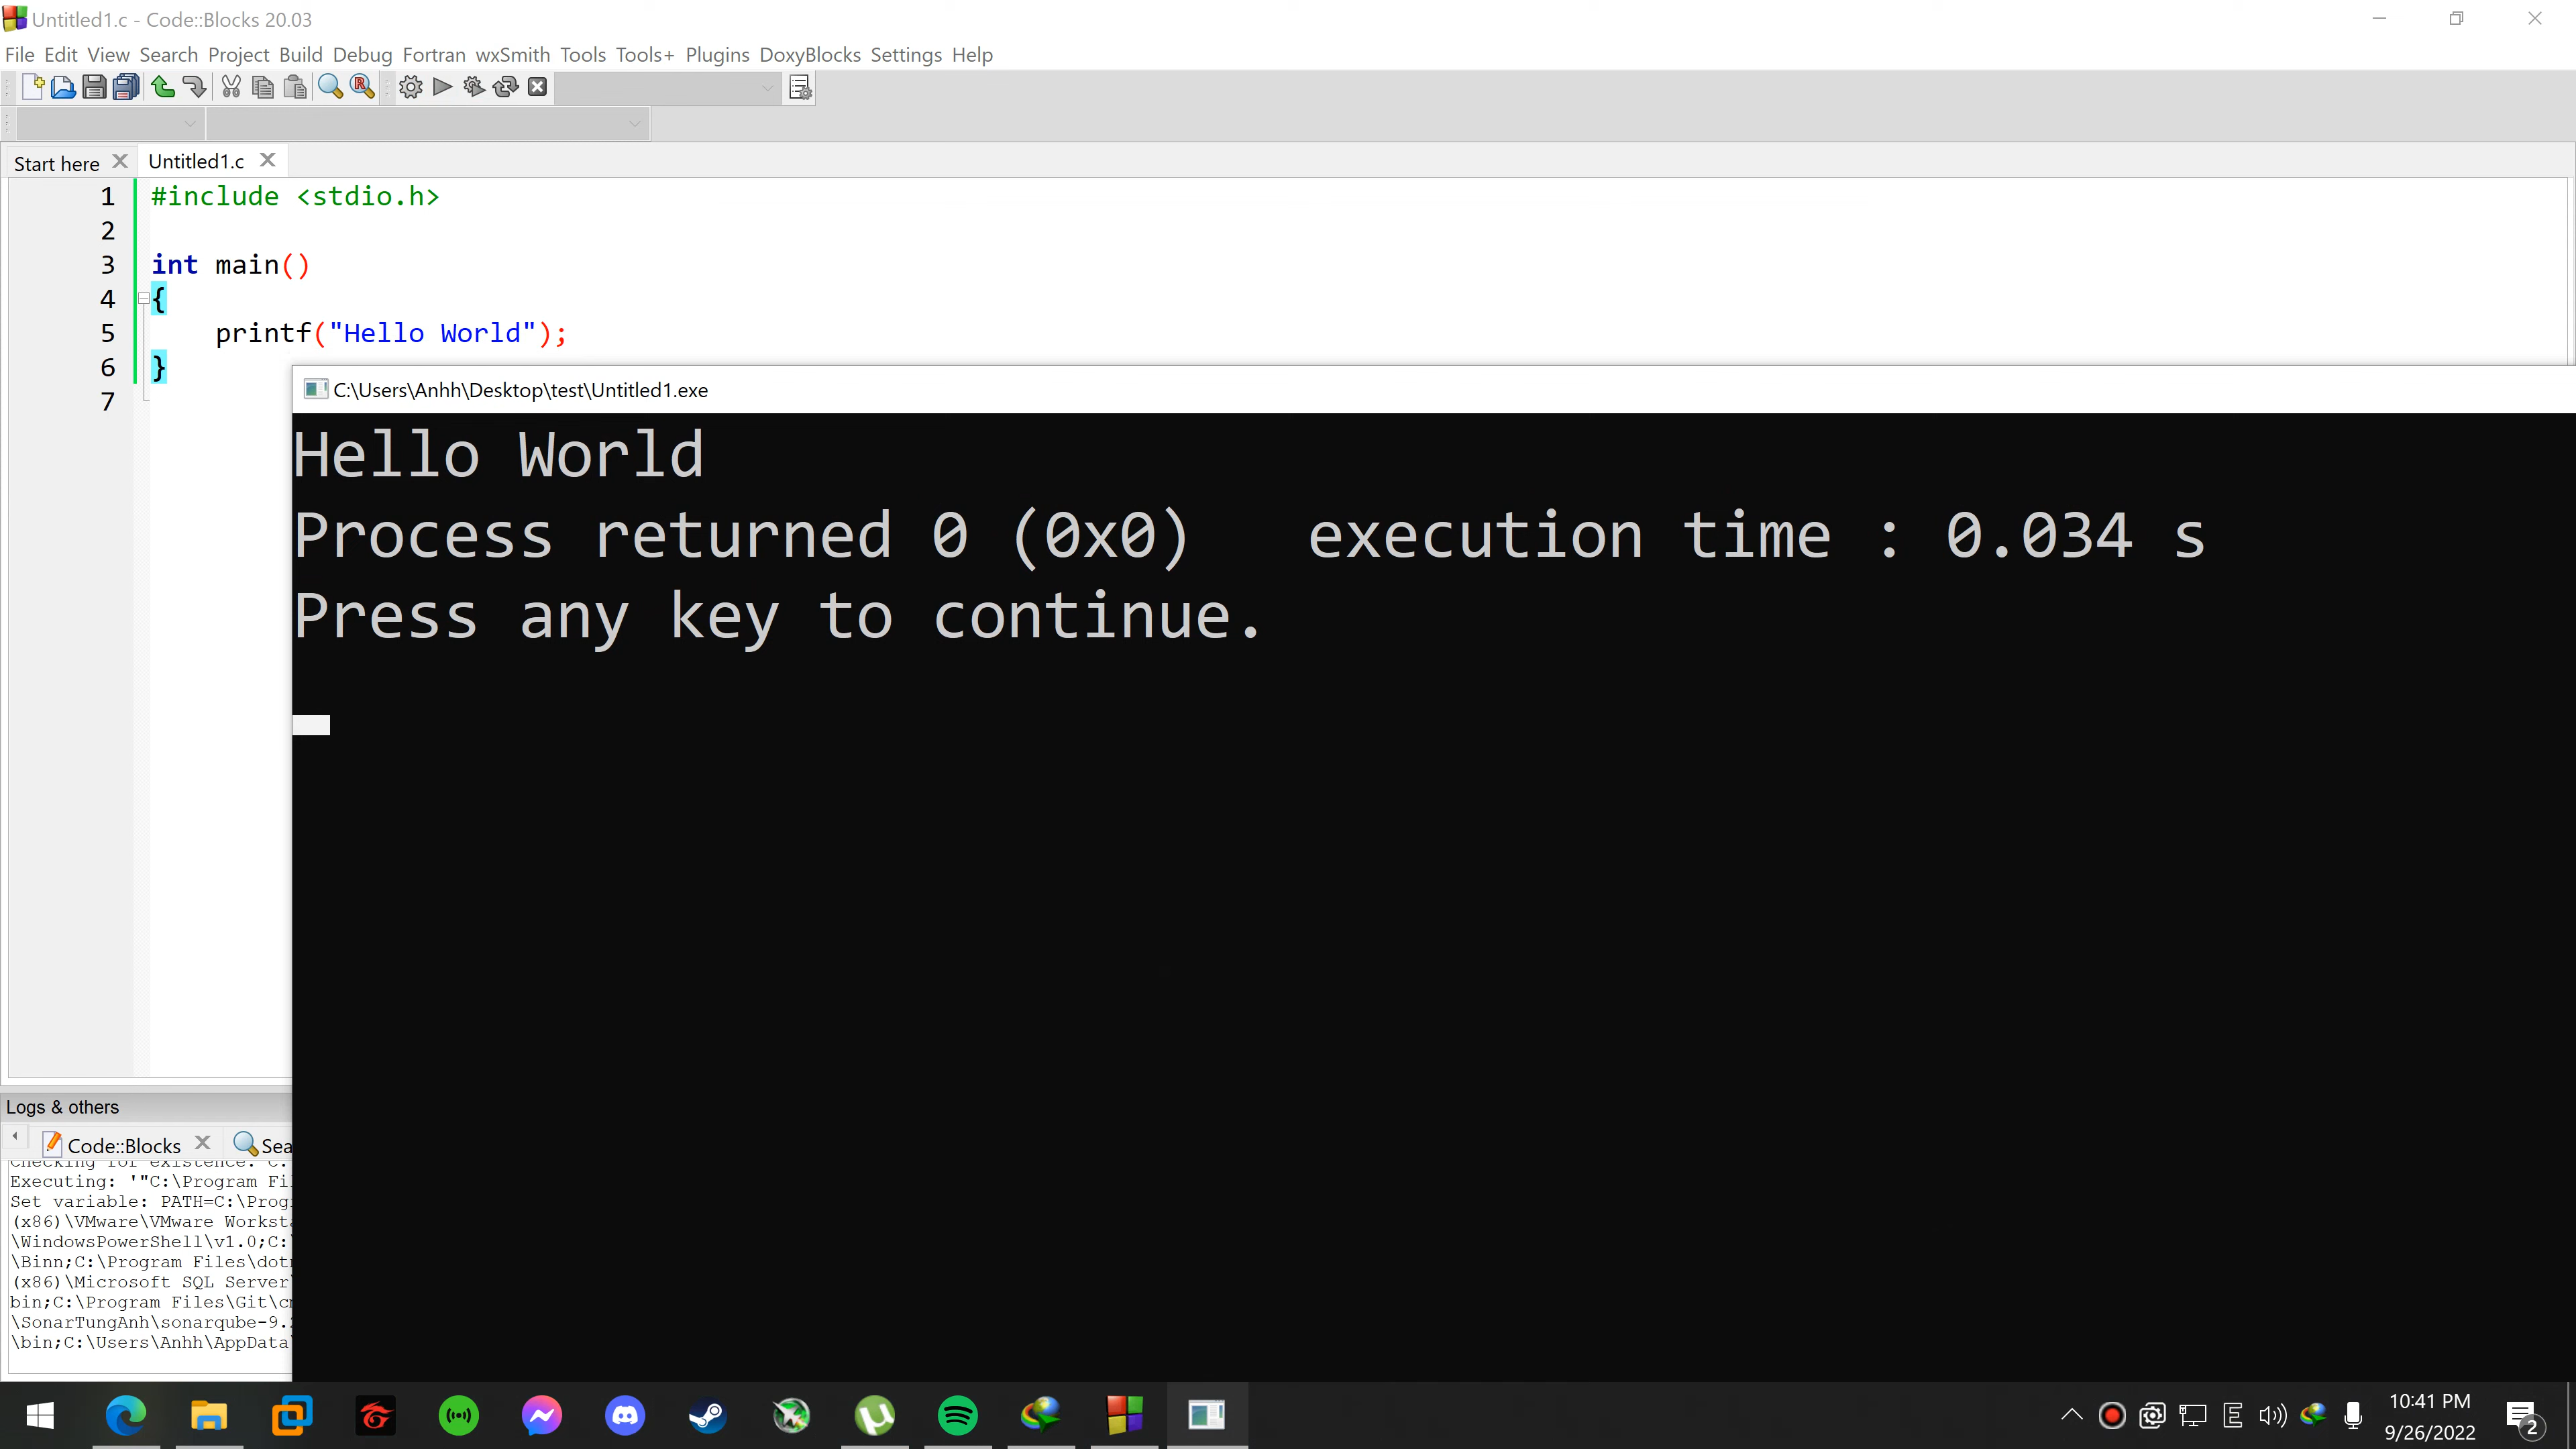 Untitled1.c - Code::Blocks 20.03
File Edit View Search Project Build Debug Fortran wxSmith Tools Tools+ Plugins DoxyBlocks Settings Help
Start here Untitled1.c
1 #include <stdio.h>
2
3 int main()
4 {
5 printf("Hello World");
6 }
7
C:\Users\Anhh\Desktop\test\Untitled1.exe
Hello World
Process returned 0 (0x0) execution time : 0.034 s
Press any key to continue.
Logs & others
Code::Blocks Sea
Checking for existence: C:
Executing: '"C:\Program Fi
Set variable: PATH=C:\Prog
(x86)\VMware\VMwareWorksta
\WindowsPowerShell\v1.0;C:
\Binn;C:\Program Files\dot
(x86)\Microsoft SQL Server
bin;C:\Program Files\Git\c
\SonarTungAnh\sonarqube-9.
\bin;C:\Users\Anhh\AppData
10:41 PM
9/26/2022
2